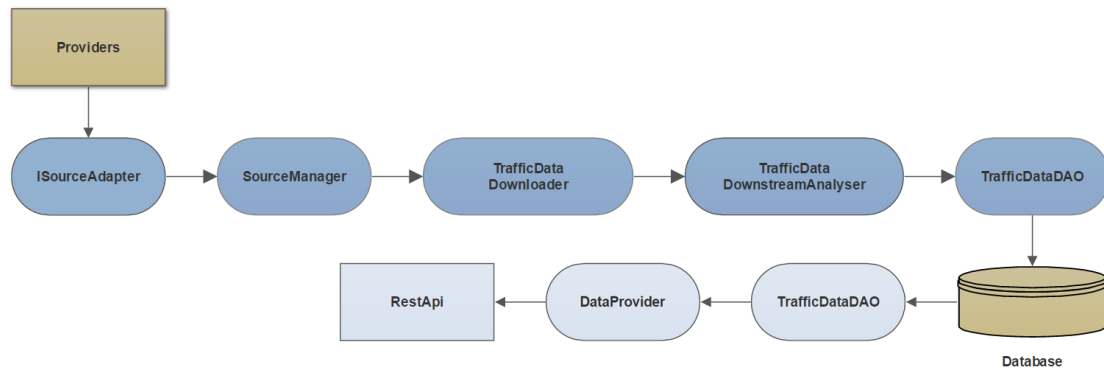 Providers
ISourceAdapter
SourceManager
TrafficData
Downloader
TrafficData
DownstreamAnalyser
TrafficDataDAO
RestApi
DataProvider
TrafficDataDAO
Database